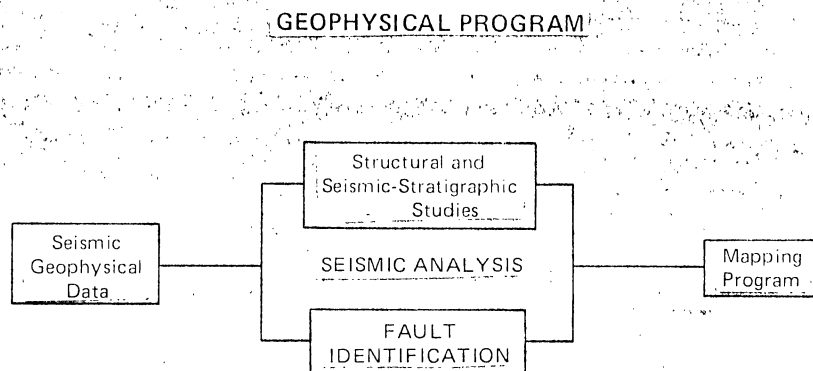 GEOPHYSICAL PROGRAM
Structural and
Seismic-Stratigraphic
Studies
Seismic
Geophysical
Data
SEISMIC ANALYSIS
Mapping
Program
FAULT
IDENTIFICATION